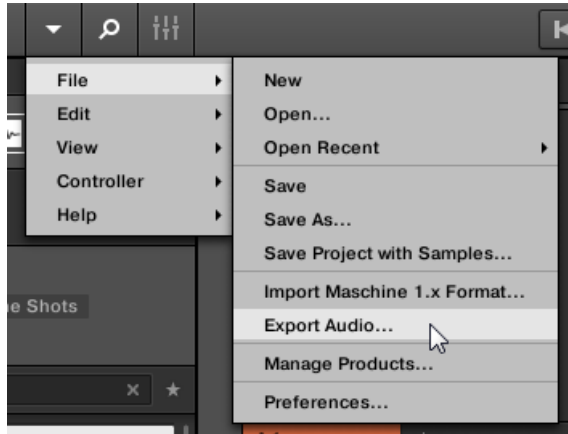 File
Edit
View
Controller
Help
New
Open...
Open Recent
Save
Save As...
Save Project with Samples...
Import Maschine 1.x Format...
Export Audio...
Manage Products...
Preferences...
Shots